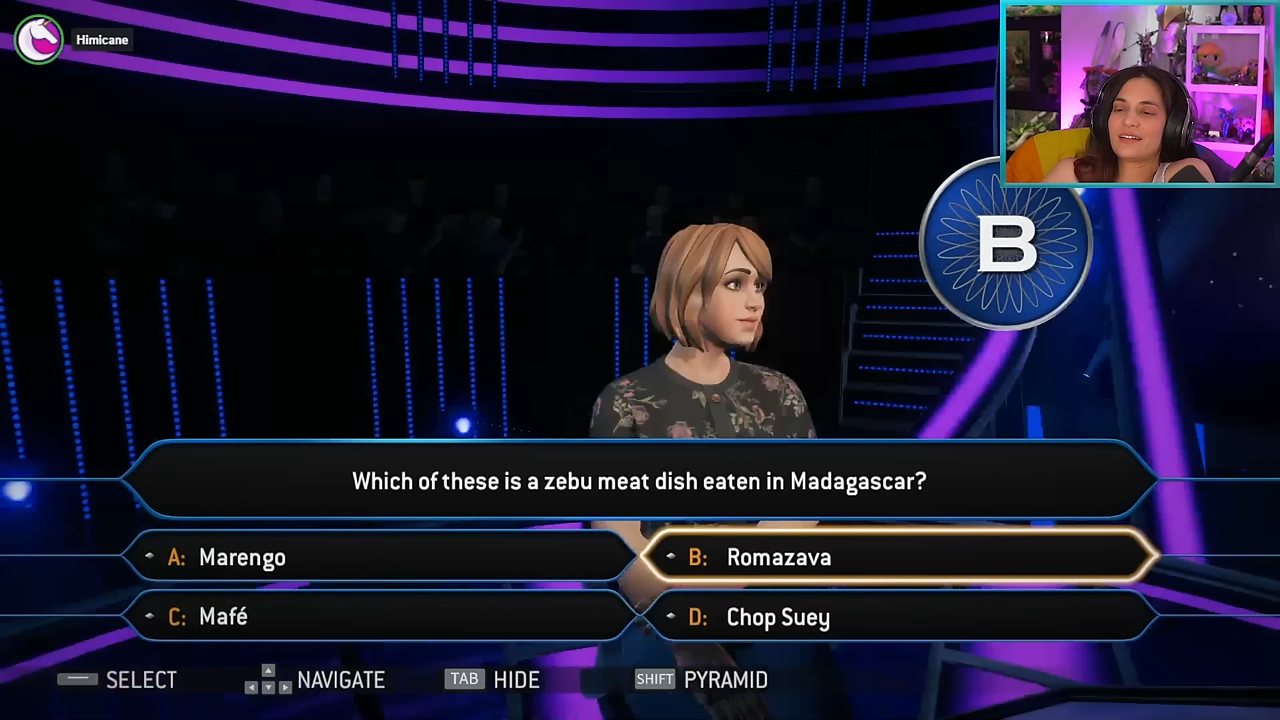 Himicane
B
Which of these is a zebu meat dish eaten in Madagascar?
A: Marengo
B: Romazava
C: Mafé
D: Chop Suey
SELECT
NAVIGATE
TAB HIDE
SHIFT PYRAMID